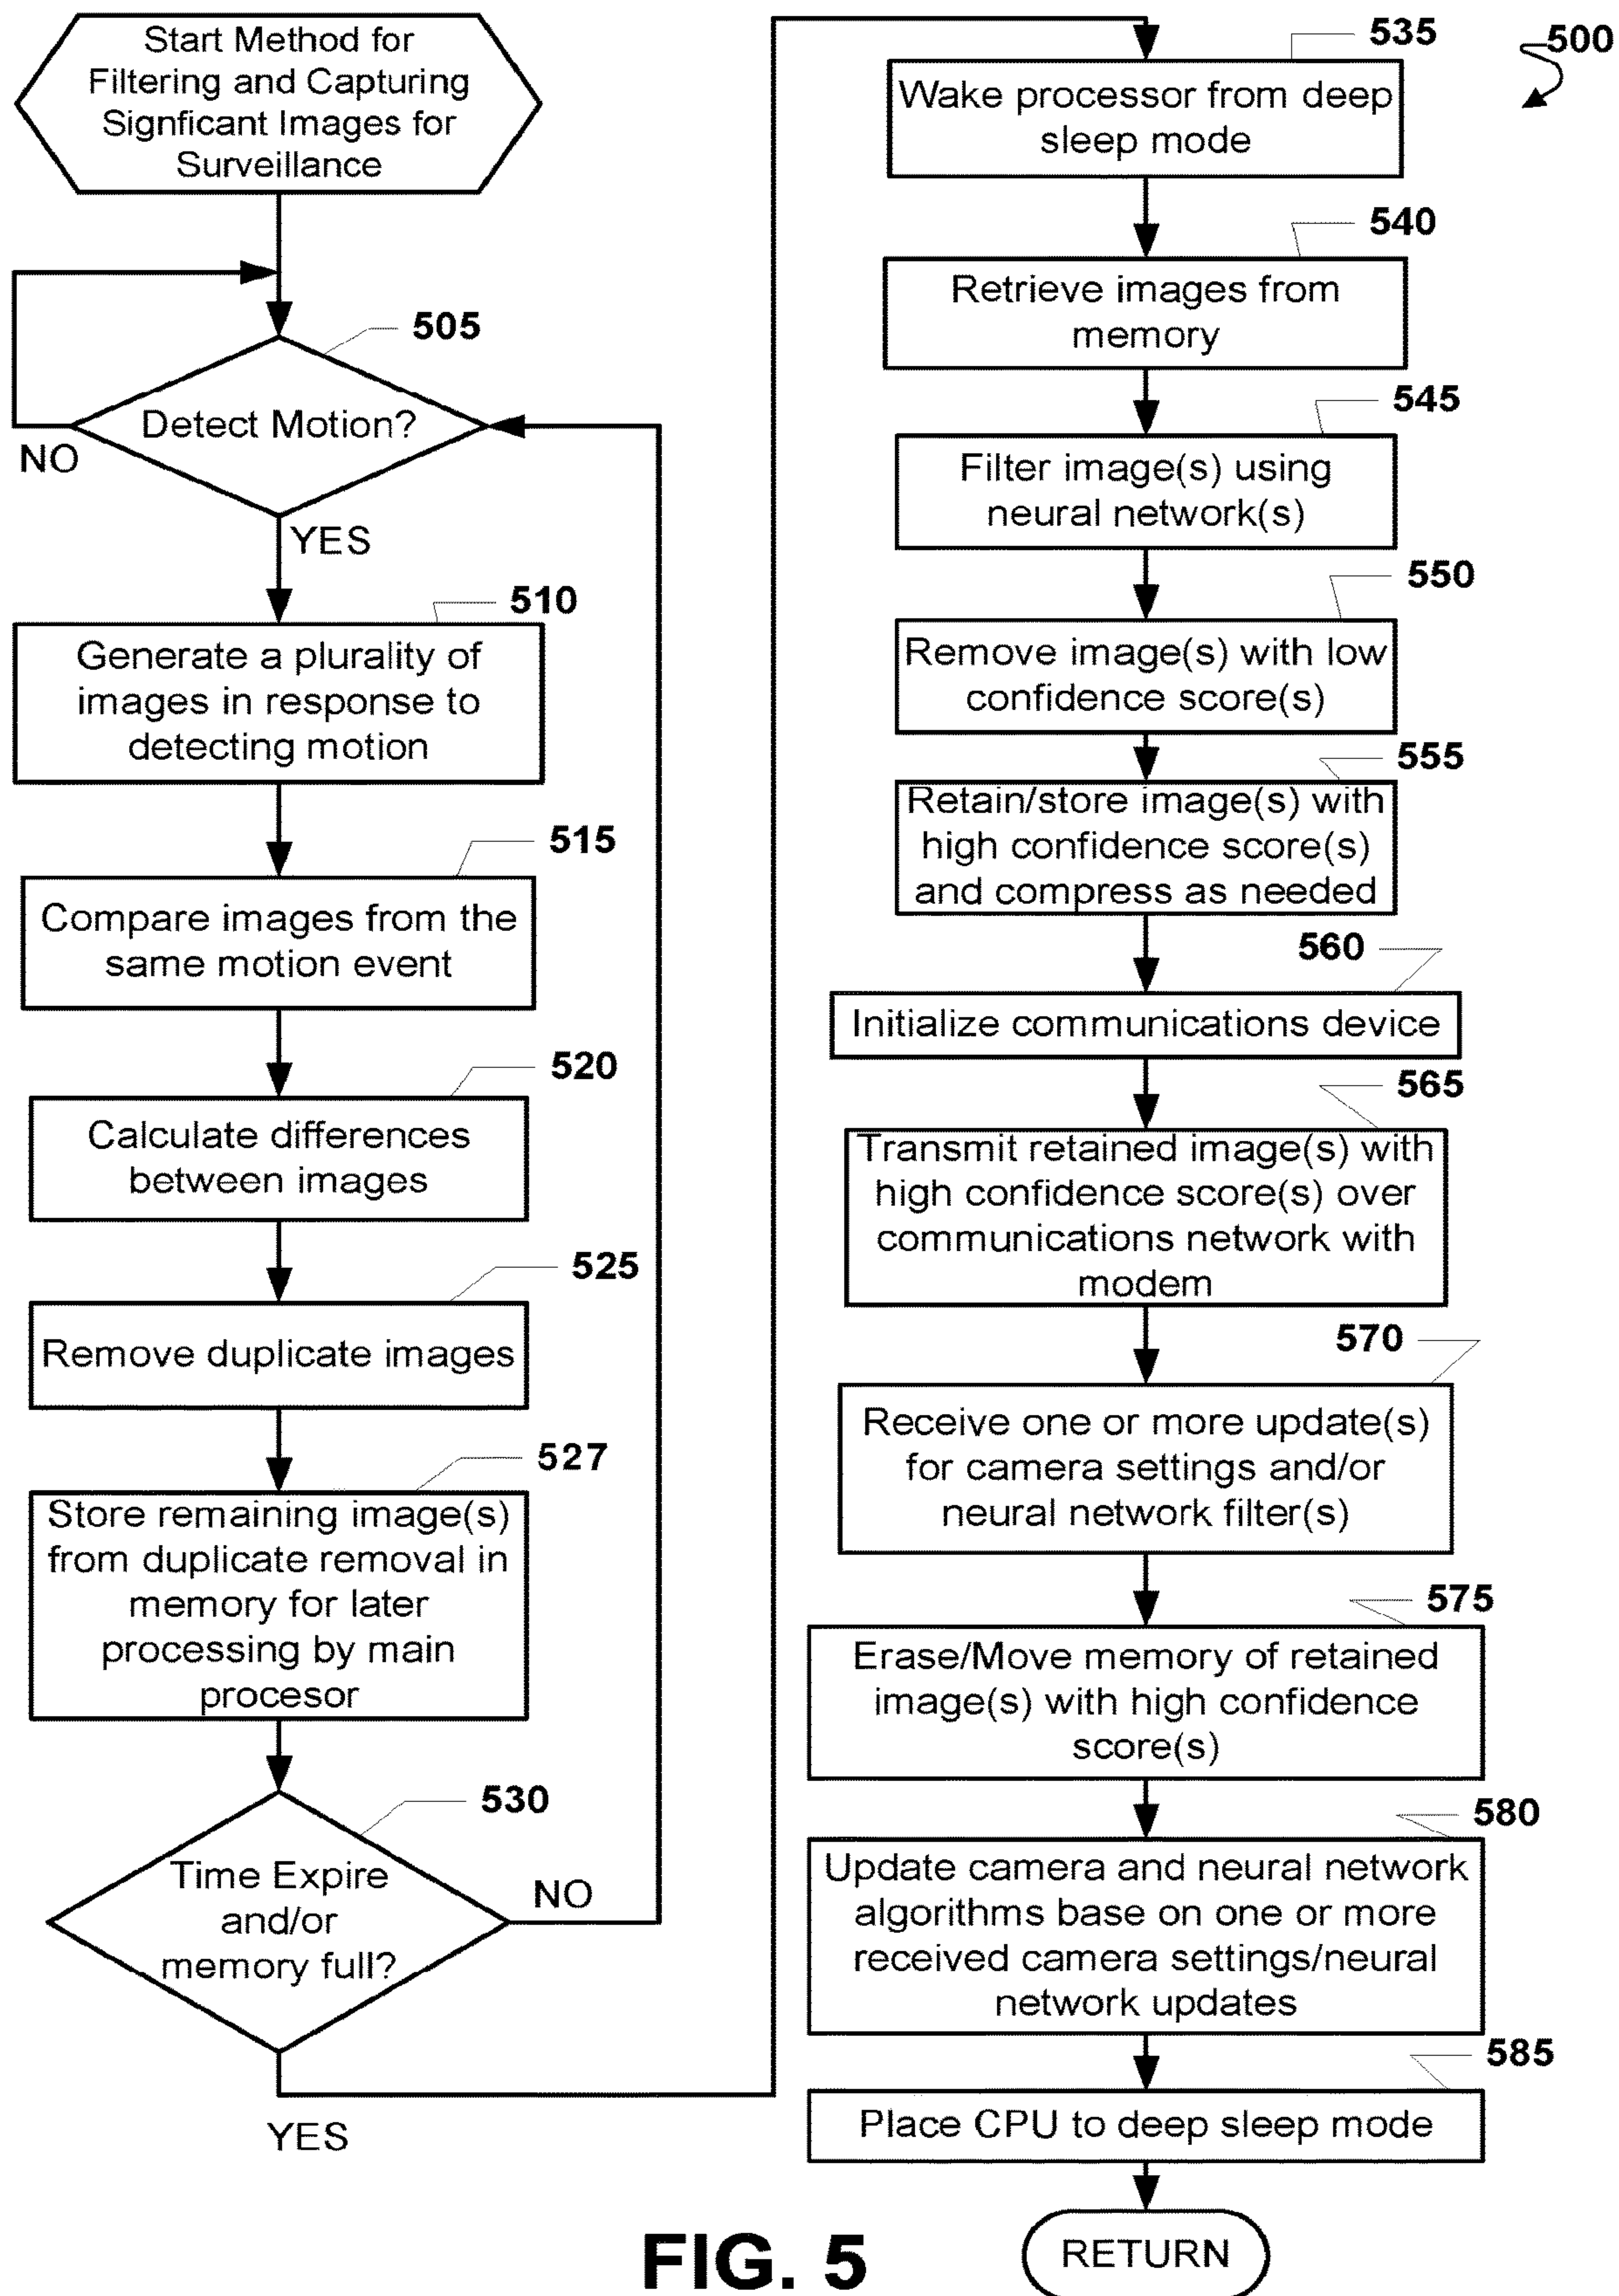 Start Method for
Filtering and Capturing
Signficant Images for
Surveillance
505
Detect Motion?
NO
YES
510
Generate a plurality of
images in response to
detecting motion
515
Compare images from the
same motion event
520
Calculate differences
between images
525
Remove duplicate images
527
Store remaining image(s)
from duplicate removal in
memory for later
processing by main
procesor
530
Time Expire
and/or
memory full?
NO
YES
500
535
Wake processor from deep
sleep mode
540
Retrieve images from
memory
545
Filter image(s) using
neural network(s)
550
Remove image(s) with low
confidence score(s)
555
Retain/store image(s) with
high confidence score(s)
and compress as needed
560
Initialize communications device
565
Transmit retained image(s) with
high confidence score(s) over
communications network with
modem
570
Receive one or more update(s)
for camera settings and/or
neural network filter(s)
575
Erase/Move memory of retained
image(s) with high confidence
score(s)
580
Update camera and neural network
algorithms base on one or more
received camera settings/neural
network updates
585
Place CPU to deep sleep mode
RETURN
FIG. 5